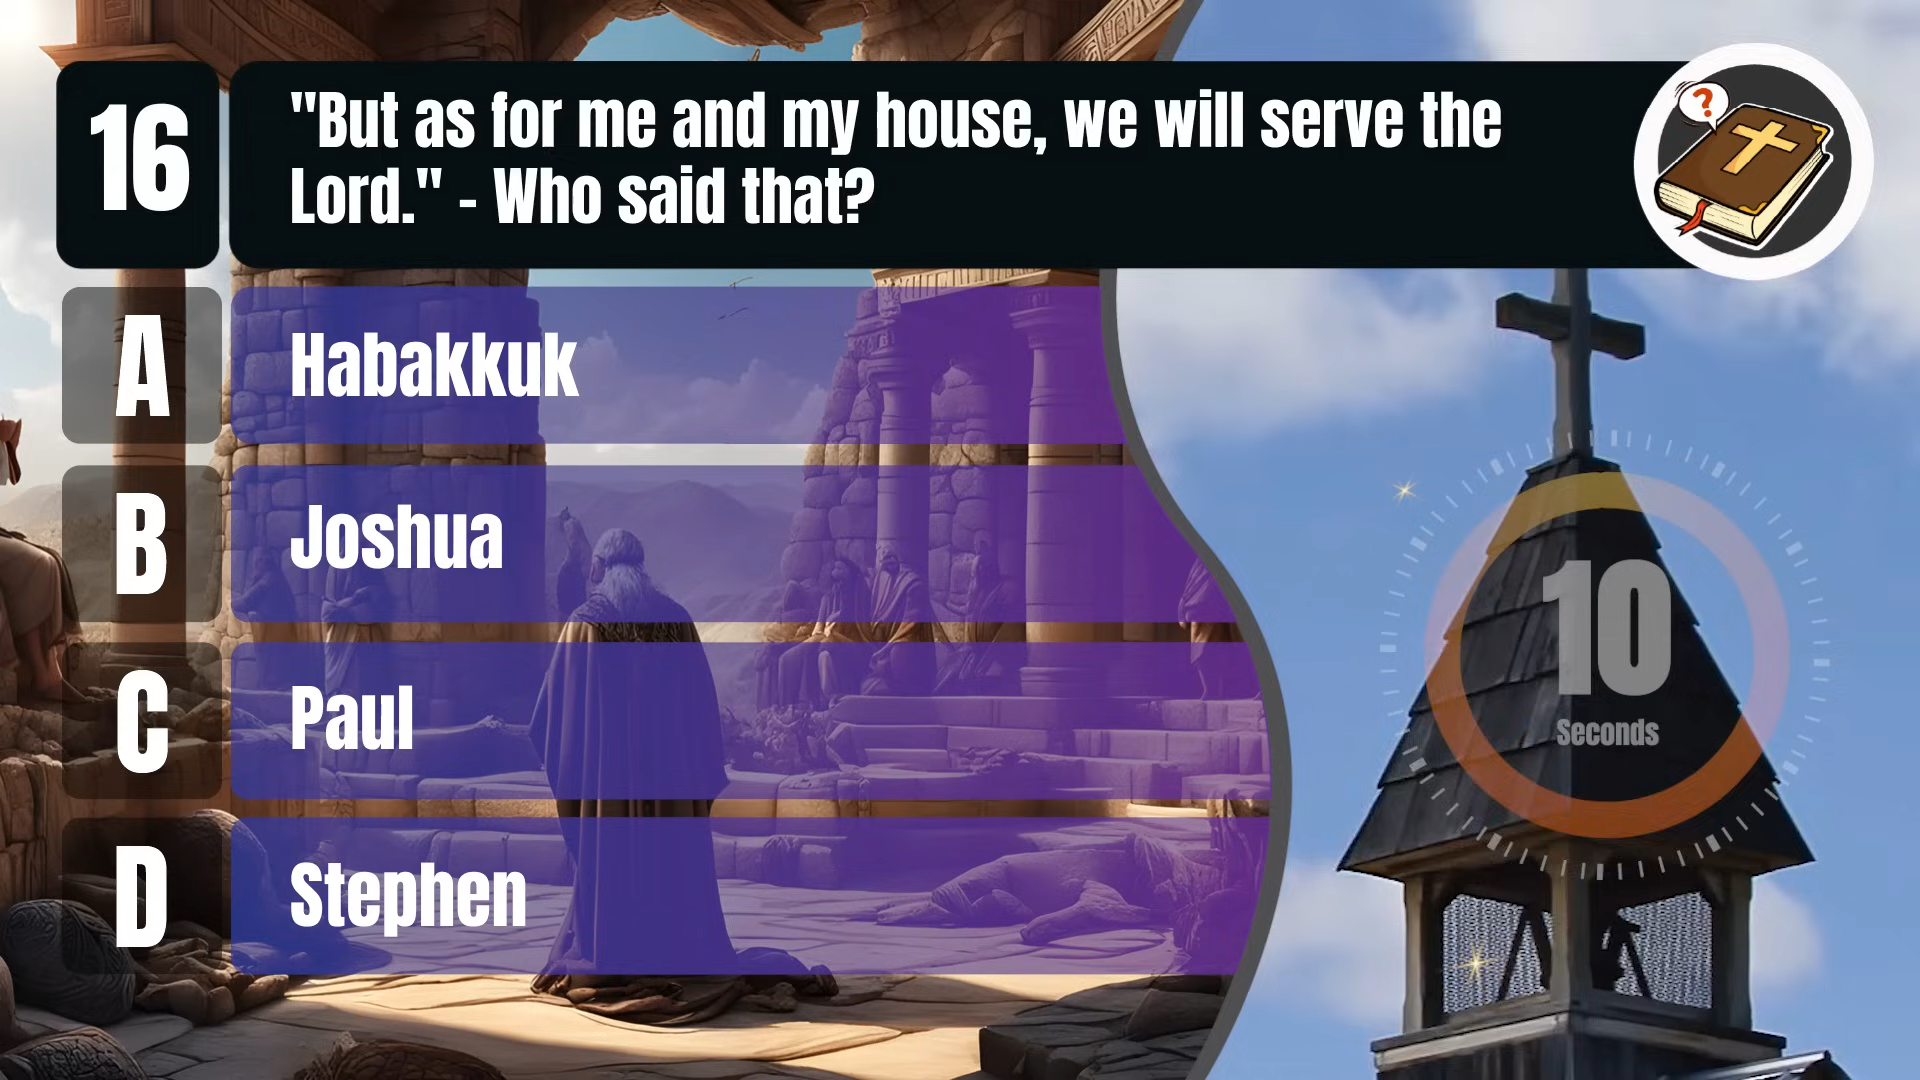 16
"But as for me and my house, we will serve the
Lord." - Who said that?
?
A
Habakkuk
B
Joshua
C
Paul
D
Stephen
10
Seconds